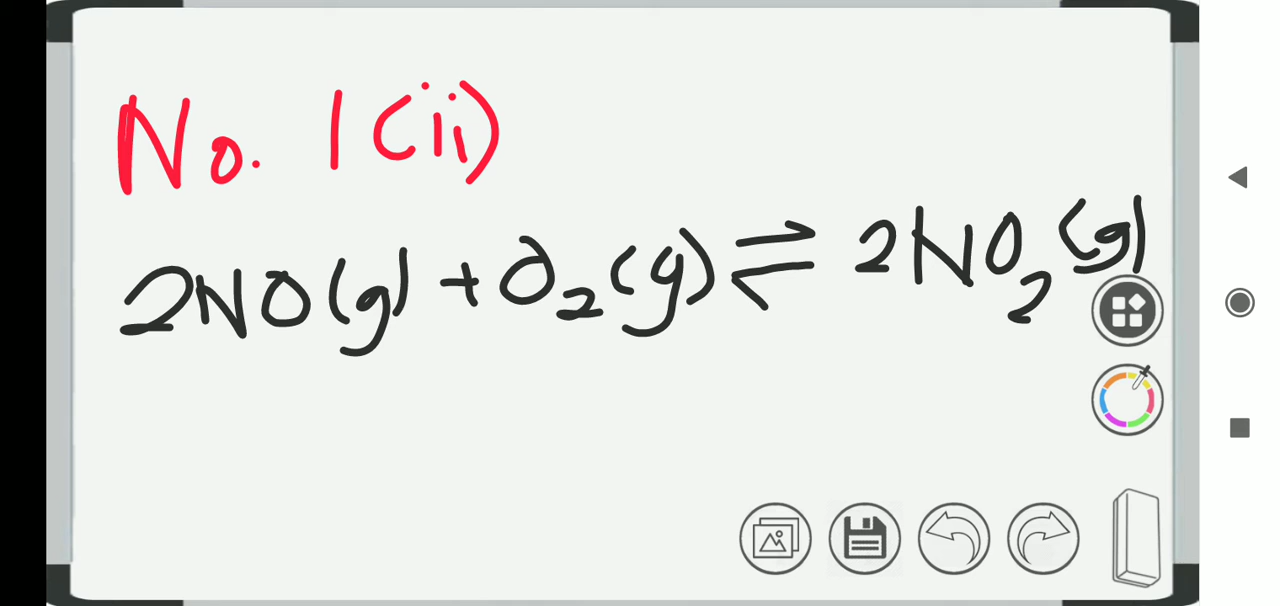 No. 1(ii)
2NO(g) + O₂(g) ⇌ 2NO₂(g)